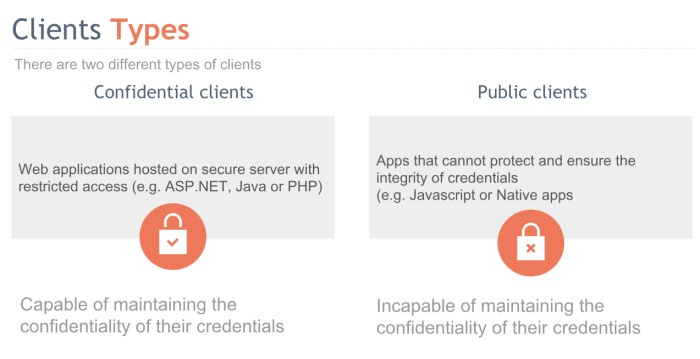 Clients Types
There are two different types of clients
Confidential clients
Web applications hosted on secure server with
restricted access (e.g. ASP.NET, Java or PHP)
Capable of maintaining the
confidentiality of their credentials
Public clients
Apps that cannot protect and ensure the
integrity of credentials
(e.g. Javascript or Native apps
Incapable of maintaining the
confidentiality of their credentials